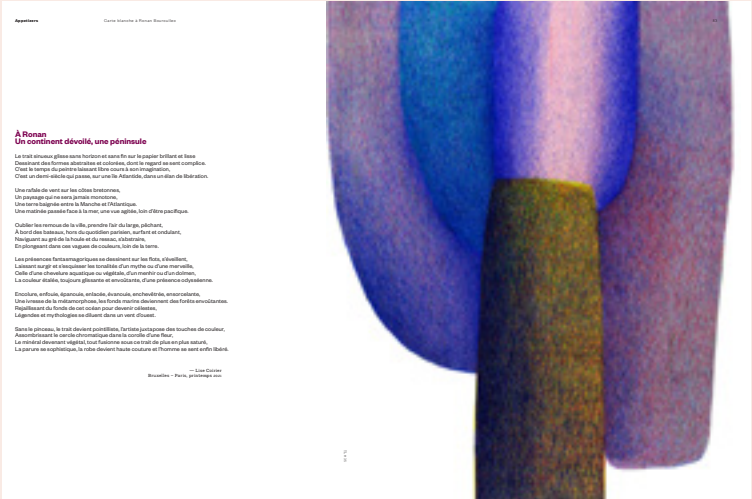 Appetizers
Carte blanche à Ronan Bouroullec
À Ronan
Un continent dévoilé, une péninsule
Le trait sinueux glisse sans horizon et sans fin sur le papier brillant et lisse
Dessinant des formes abstraites et colorées, dont le regard se sent complice.
C'est le temps du peintre laissant libre cours à son imagination,
C'est un demi-siècle qui passe, sur une île Atlantide, dans un élan de libération.
Une rafale de vent sur les côtes bretonnes,
Un paysage qui ne sera jamais monotone,
Une terre baignée entre la Manche et l'Atlantique.
Une matinée passée face à la mer, une vue agitée, loin d'être pacifique.
Oublier les remous de la ville, prendre l'air du large, pêchant,
À bord des bateaux, hors du quotidien parisien, surfant et ondulant,
Naviguant au gré de la houle et du ressac, s'abstraire,
En plongeant dans ces vagues de couleurs, loin de la terre.
Les présences fantasmagoriques se dessinent sur les flots, s'éveillent,
Laissant surgir et s'esquisser les tonalités d'un mythe ou d'une merveille,
Celle d'une chevelure aquatique ou végétale, d'un menhir ou d'un dolmen,
La couleur étalée, toujours glissante et envoûtante, d'une présence odysséenne.
Encolure, enfouie, épanouie, enlacée, évanouie, enchevêtrée, ensorcelante,
Une ivresse de la métamorphose, les fonds marins deviennent des forêts envoûtantes.
Rejaillissant du fonds de cet océan pour devenir célestes,
Légendes et mythologies se diluent dans un vent d'ouest.
Sans le pinceau, le trait devient pointilliste, l'artiste juxtapose des touches de couleur,
Assombrissant le cercle chromatique dans la corolle d'une fleur,
Le minéral devenant végétal, tout fusionne sous ce trait de plus en plus saturé,
La parure se sophistique, la robe devient haute couture et l'homme se sent enfin libéré.
Bruxelles – Paris, printemps